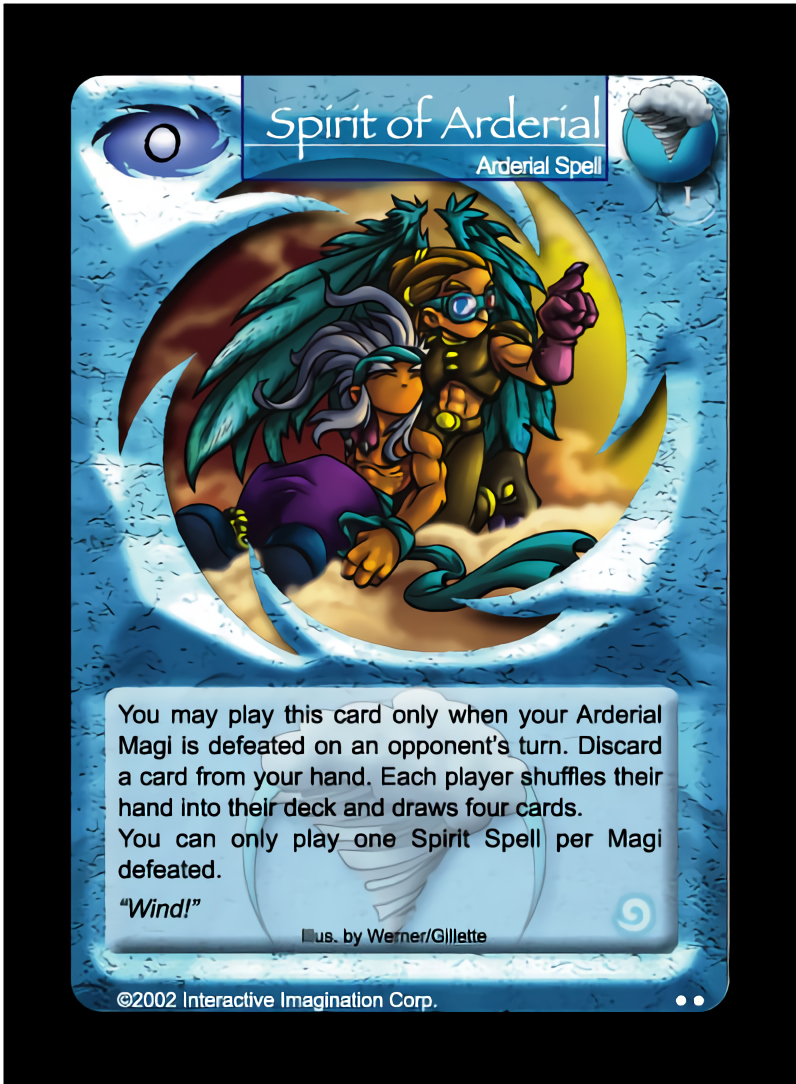 0
Spirit of Arderial
Arderial Spell
I
You may play this card only when your Arderial
Magi is defeated on an opponent's turn. Discard
a card from your hand. Each player shuffles their
hand into their deck and draws four cards.
You can only play one Spirit Spell per Magi
defeated.
"Wind!"
Illus. by Werner/Gillette
©2002 Interactive Imagination Corp.